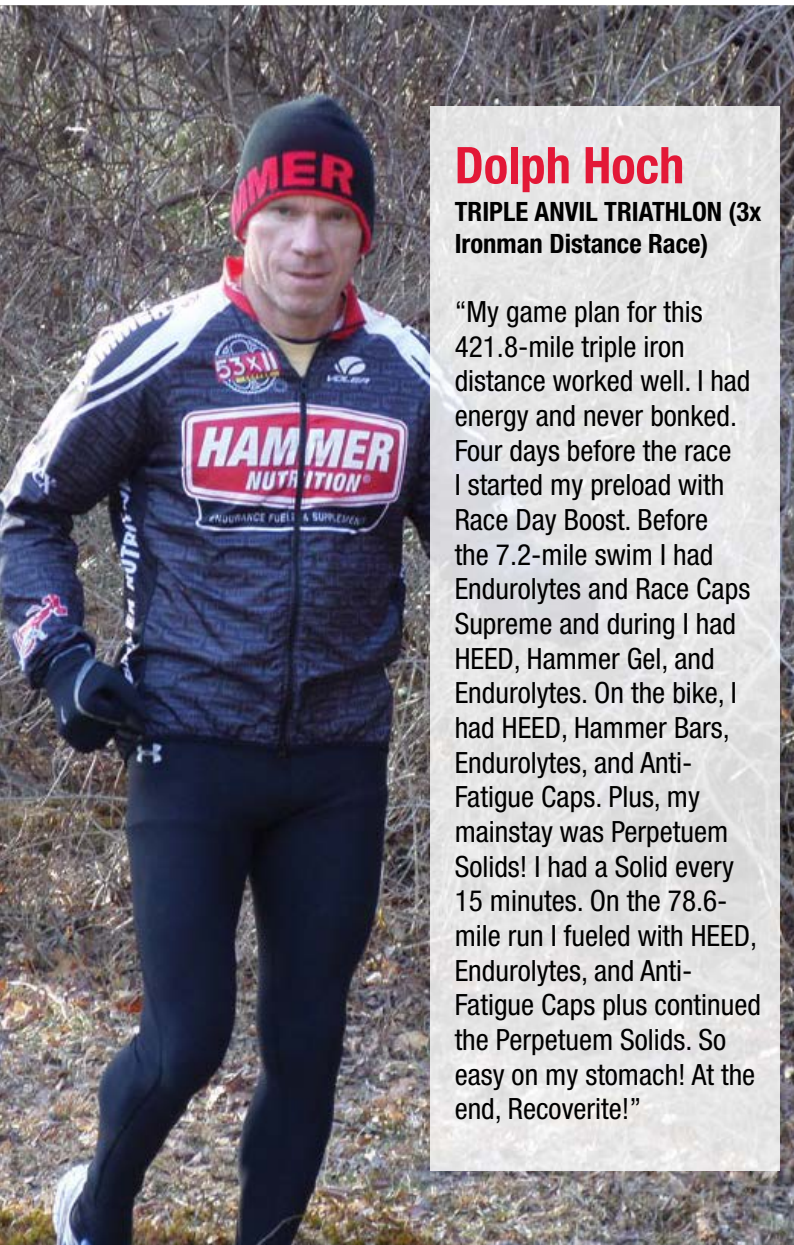 MMER
53X11
VOLER
HAMMER
NUTRITION®
ENDURANCE FUELS & SUPPLEMENTS
Dolph Hoch
TRIPLE ANVIL TRIATHLON (3x
Ironman Distance Race)
“My game plan for this
421.8-mile triple iron
distance worked well. I had
energy and never bonked.
Four days before the race
I started my preload with
Race Day Boost. Before
the 7.2-mile swim I had
Endurolytes and Race Caps
Supreme and during I had
HEED, Hammer Gel, and
Endurolytes. On the bike, I
had HEED, Hammer Bars,
Endurolytes, and Anti-
Fatigue Caps. Plus, my
mainstay was Perpetuem
Solids! I had a Solid every
15 minutes. On the 78.6-
mile run I fueled with HEED,
Endurolytes, and Anti-
Fatigue Caps plus continued
the Perpetuem Solids. So
easy on my stomach! At the
end, Recoverite!”